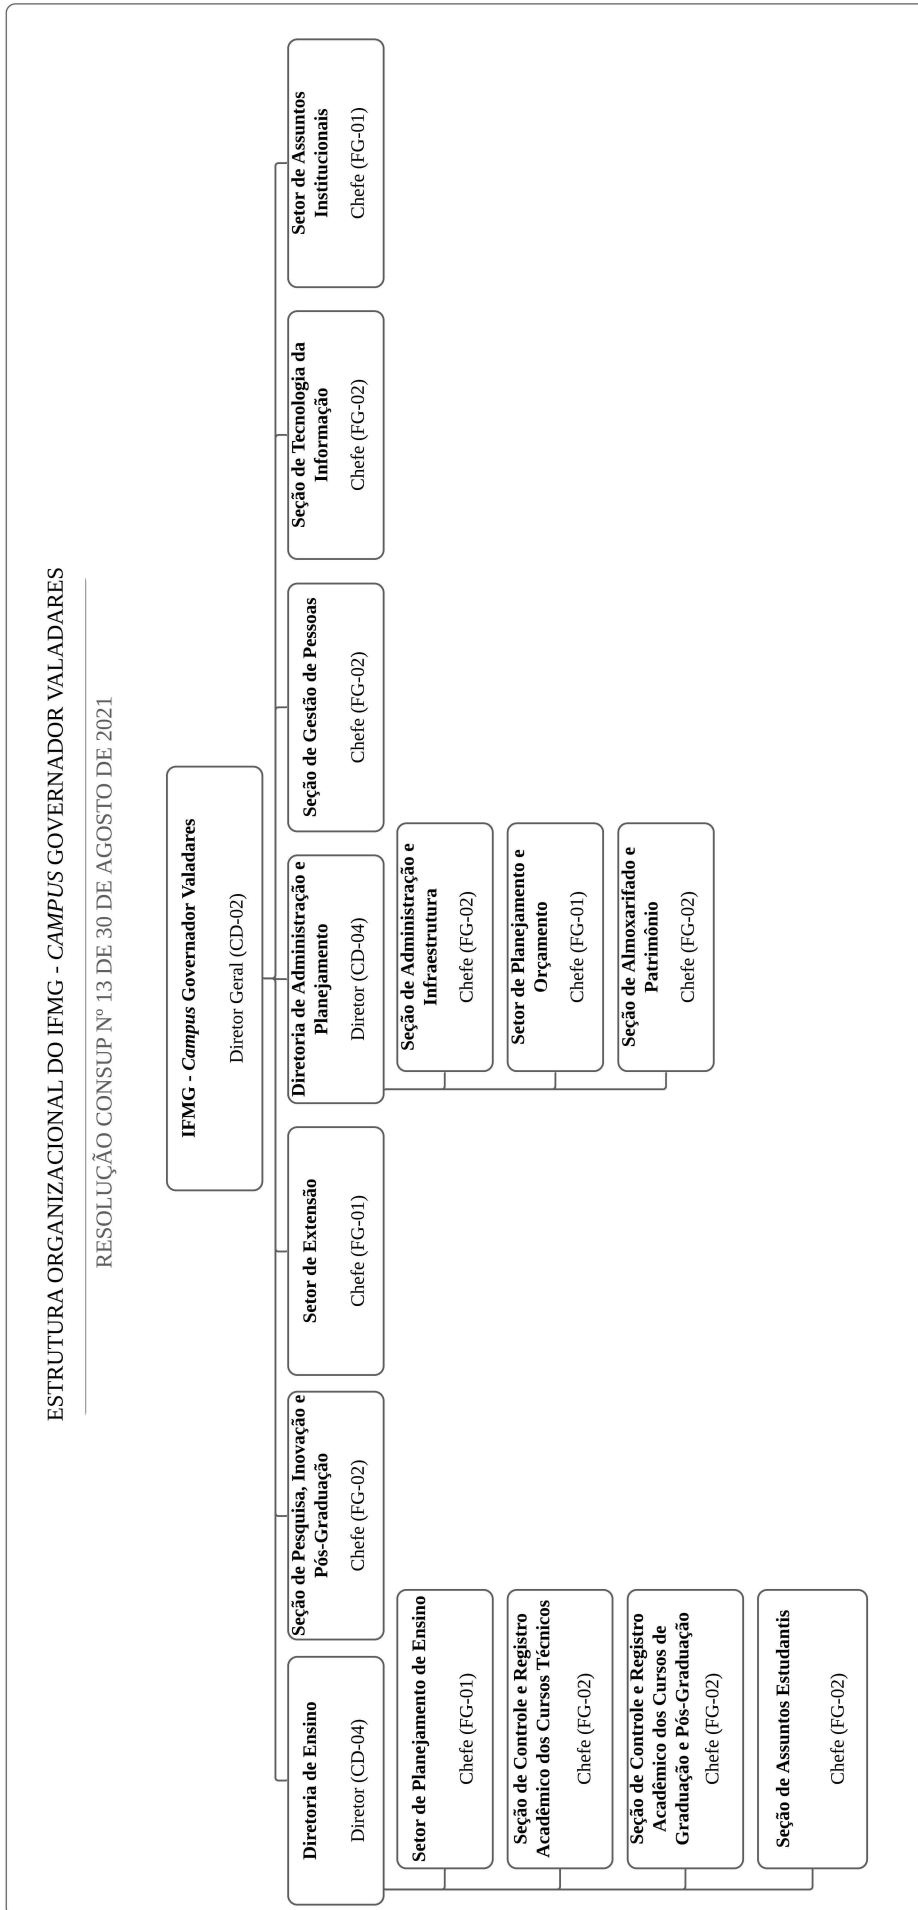 ESTRUTURA ORGANIZACIONAL DO IFMG - CAMPUS GOVERNADOR VALADARES
RESOLUÇÃO CONSUP Nº 13 DE 30 DE AGOSTO DE 2021
IFMG - Campus Governador Valadares
Diretor Geral (CD-02)
Diretoria de Ensino
Diretor (CD-04)
Setor de Planejamento de Ensino
Chefe (FG-01)
Seção de Controle e Registro
Acadêmico dos Cursos Técnicos
Chefe (FG-02)
Seção de Controle e Registro
Acadêmico dos Cursos de
Graduação e Pós-Graduação
Chefe (FG-02)
Seção de Assuntos Estudantis
Chefe (FG-02)
Seção de Pesquisa, Inovação e
Pós-Graduação
Chefe (FG-02)
Setor de Extensão
Chefe (FG-01)
Diretoria de Administração e
Planejamento
Diretor (CD-04)
Seção de Administração e
Infraestrutura
Chefe (FG-02)
Setor de Planejamento e
Orçamento
Chefe (FG-01)
Seção de Almoxarifado e
Patrimônio
Chefe (FG-02)
Seção de Gestão de Pessoas
Chefe (FG-02)
Seção de Tecnologia da
Informação
Chefe (FG-02)
Setor de Assuntos
Institucionais
Chefe (FG-01)